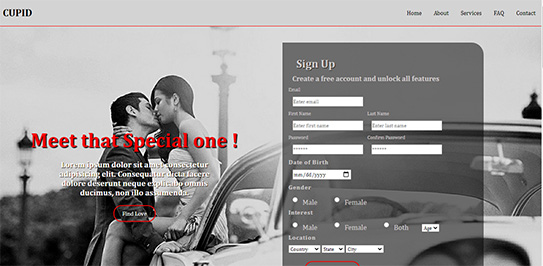 CUPID
Home About Services FAQ Contact
Meet that Special one !
Lorem ipsum dolor sit amet consectetur
adipisicing elit. Consequatur dicta facere
dolore deserunt neque explicabo omnis
ducimus, non illo assumenda.
Find Love
Sign Up
Create a free account and unlock all features
Email
Enter email
First Name Last Name
Enter first name Enter last name
Password Confirm Password
Date of Birth
mm/dd/yyyy
Gender
Male Female
Interest
Male Female Both Age
Location
Country State City